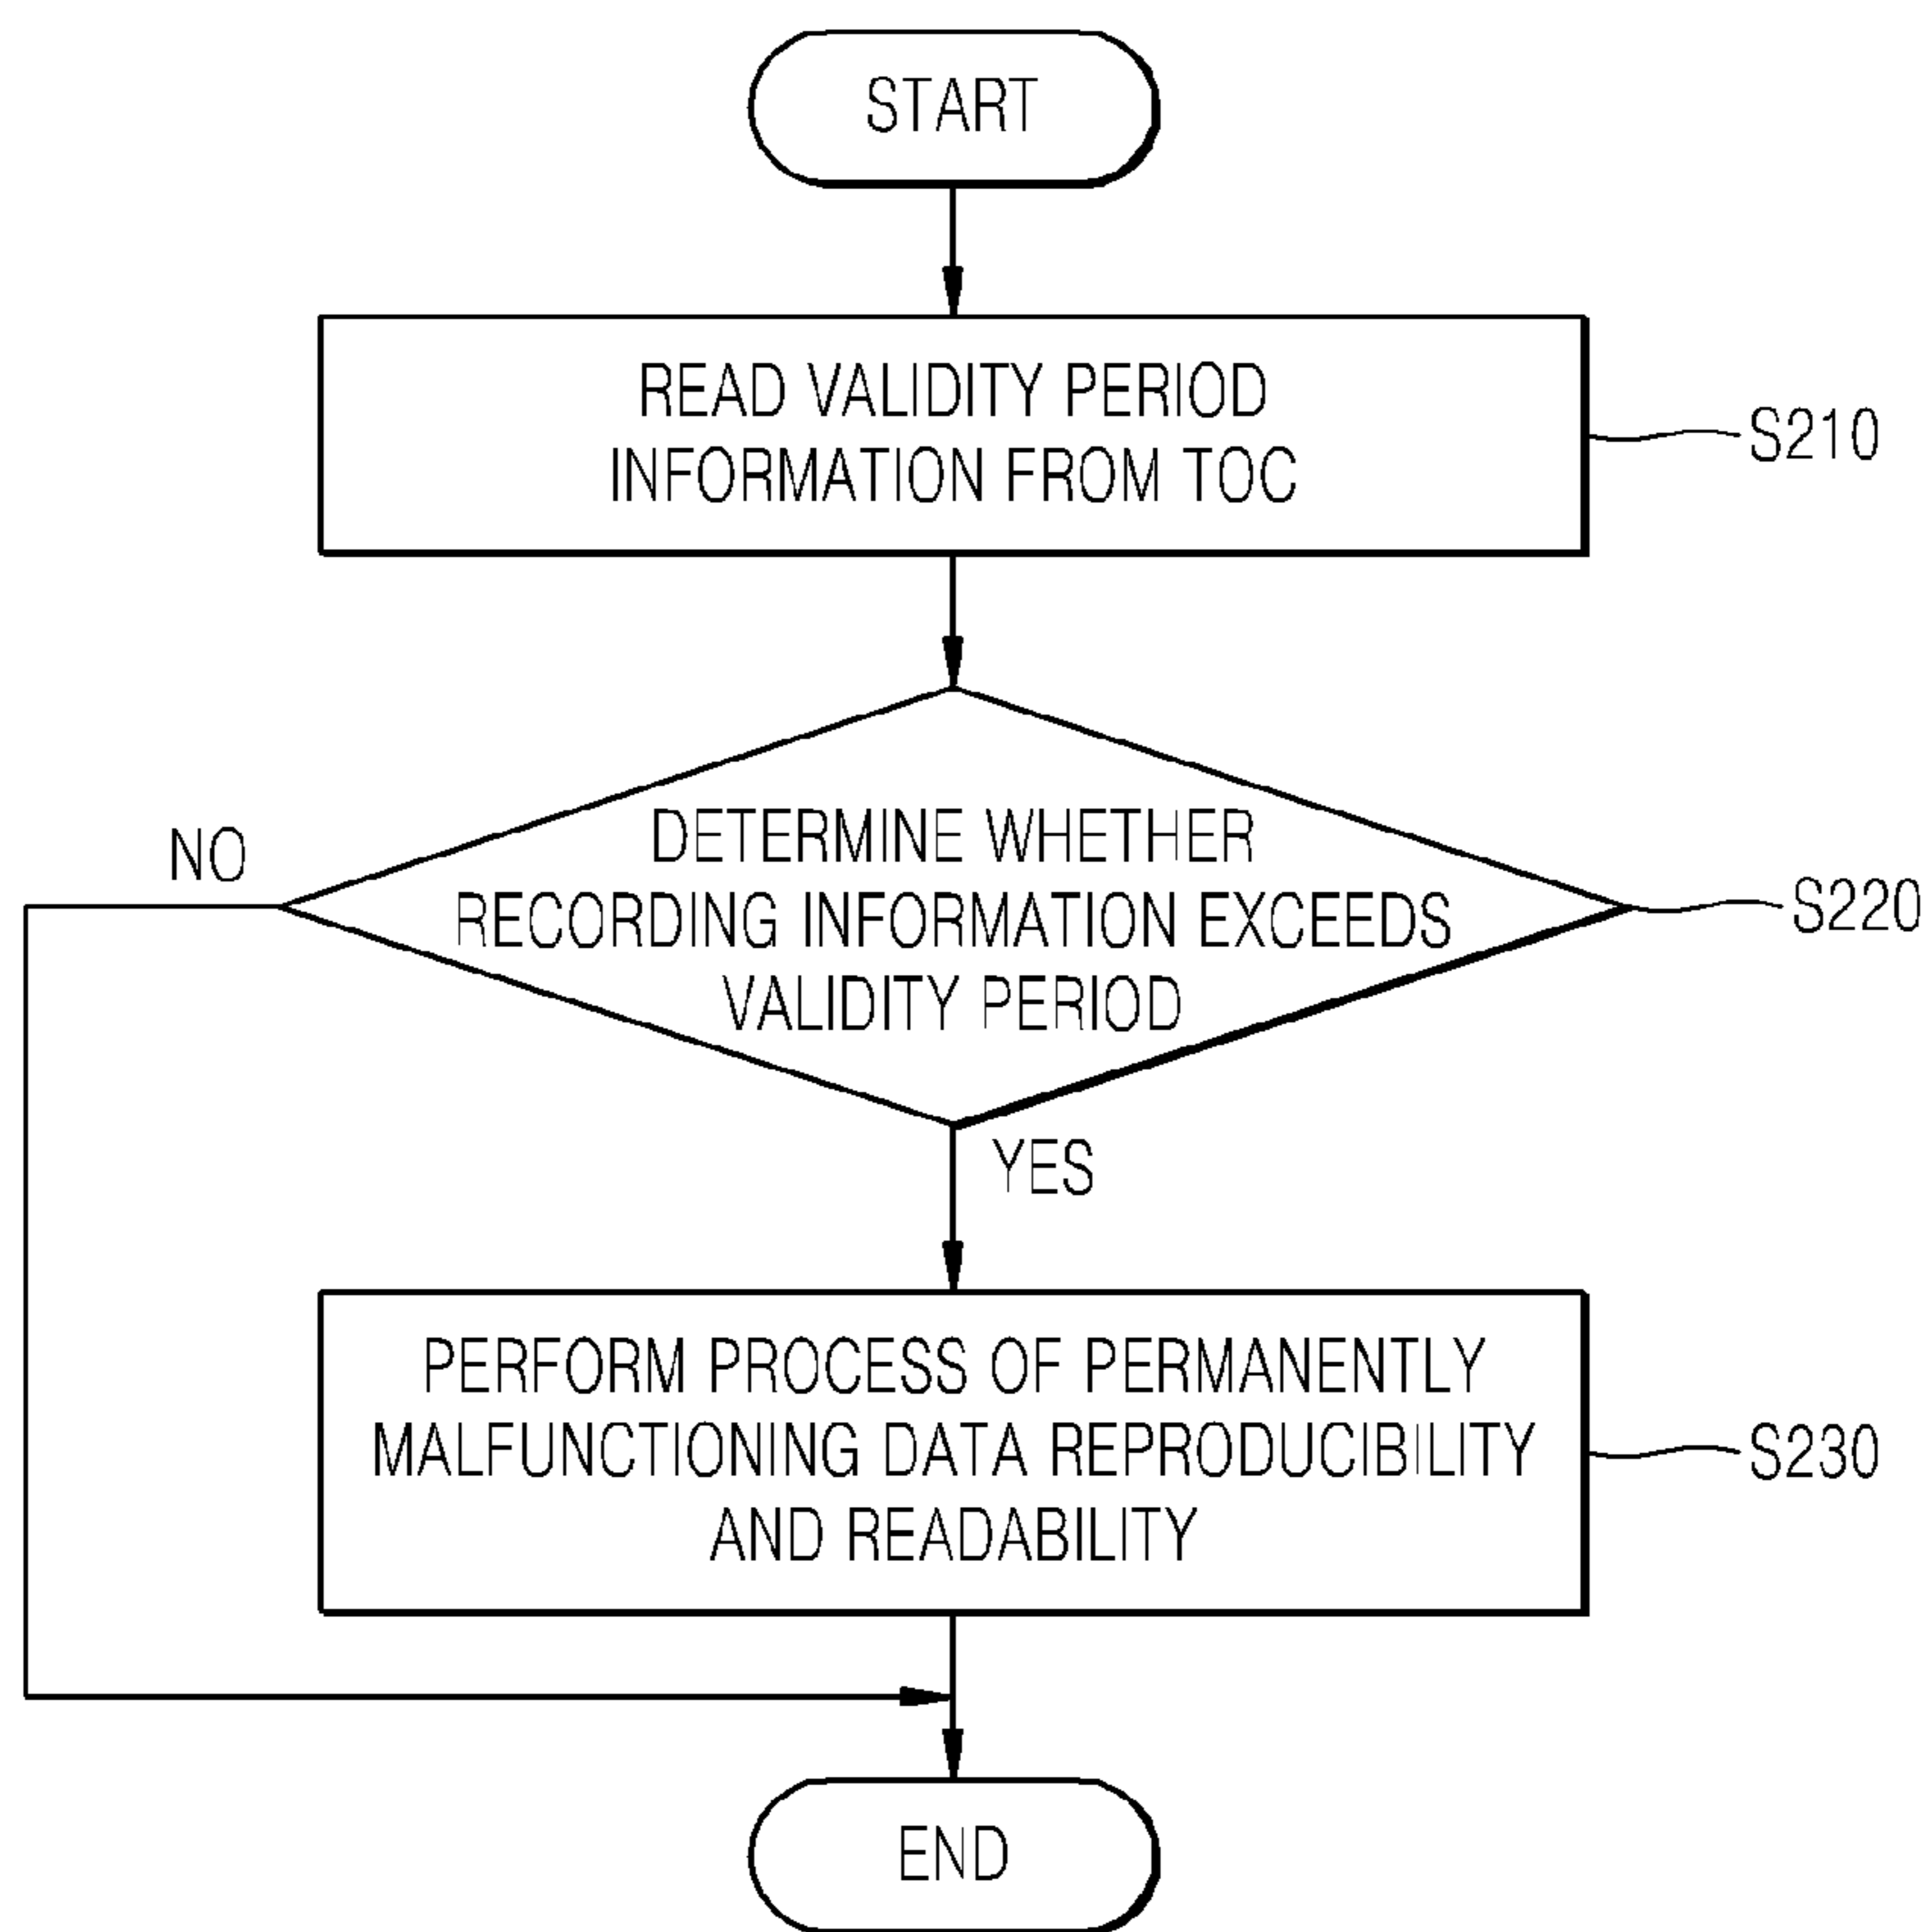 START
READ VALIDITY PERIOD
INFORMATION FROM TOC
S210
DETERMINE WHETHER
RECORDING INFORMATION EXCEEDS
VALIDITY PERIOD
NO
S220
YES
PERFORM PROCESS OF PERMANENTLY
MALFUNCTIONING DATA REPRODUCIBILITY
AND READABILITY
S230
END